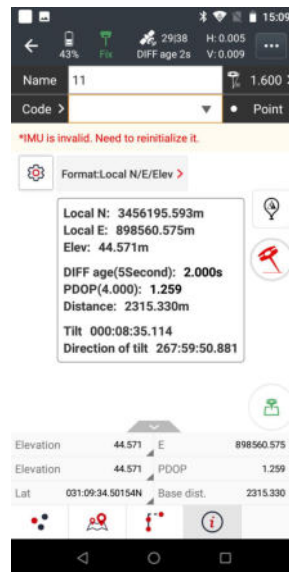 15:09
43%
Fix
29|38
DIFF age 2s
H: 0.005
V: 0.009
Name 11 1.600
Code > Point
*IMU is invalid. Need to reinitialize it.
Format:Local N/E/Elev >
Local N: 3456195.593m
Local E: 898560.575m
Elev: 44.571m
DIFF age(5Second): 2.000s
PDOP(4.000): 1.259
Distance: 2315.330m
Tilt 000:08:35.114
Direction of tilt 267:59:50.881
Elevation 44.571 E 898560.575
Elevation 44.571 PDOP 1.259
Lat 031:09:34.50154N Base dist. 2315.330